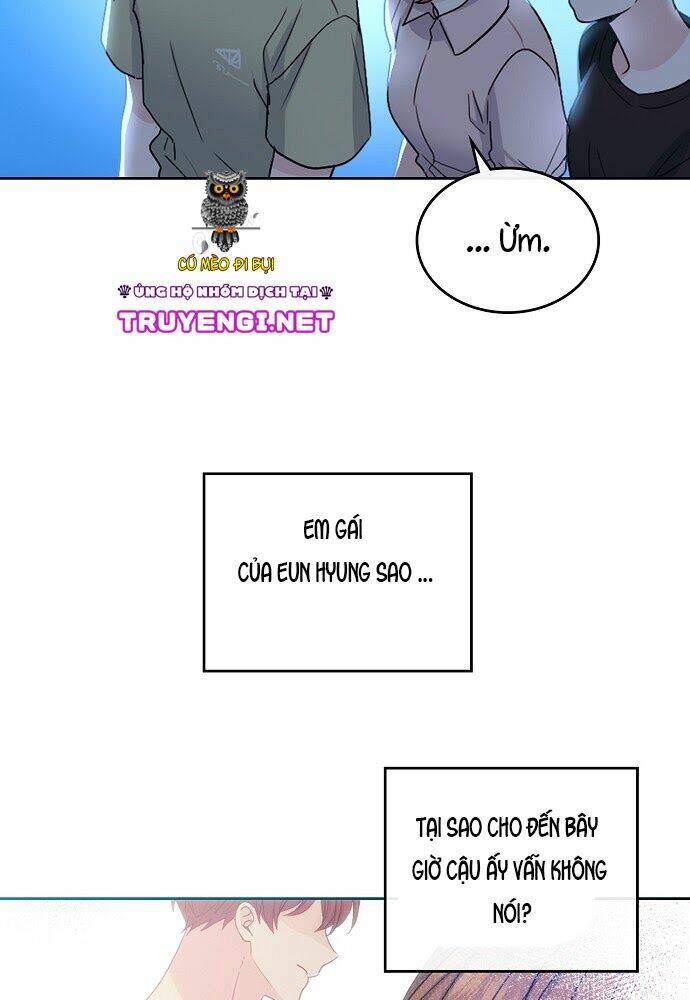 ... Ừm.
CÚ MÈO ĐI BỤI
ỦNG HỘ NHÓM DỊCH TẠI
TRUYENGI.NET
EM GÁI
CỦA EUN HYUNG SAO ...
TẠI SAO CHO ĐẾN BÂY
GIỜ CẬU ẤY VẪN KHÔNG
NÓI?